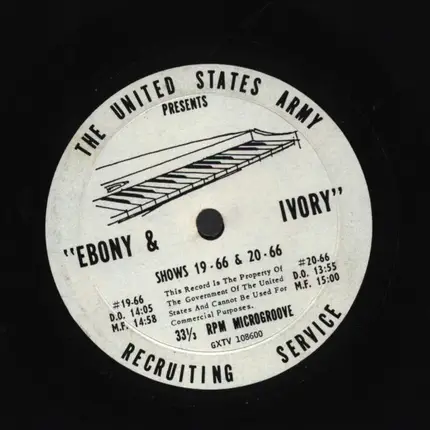 THE UNITED STATES ARMY
PRESENTS
"EBONY & IVORY"
SHOWS 19-66 & 20-66
#19-66
D.O. 14:05
M.F. 14:58
This Record Is The Property Of
The Government Of The United
States And Cannot Be Used For
Commercial Purposes.
#20-66
D.O. 13:55
M.F. 15:00
33⅓ RPM MICROGROOVE
GXTV 108600
RECRUITING SERVICE